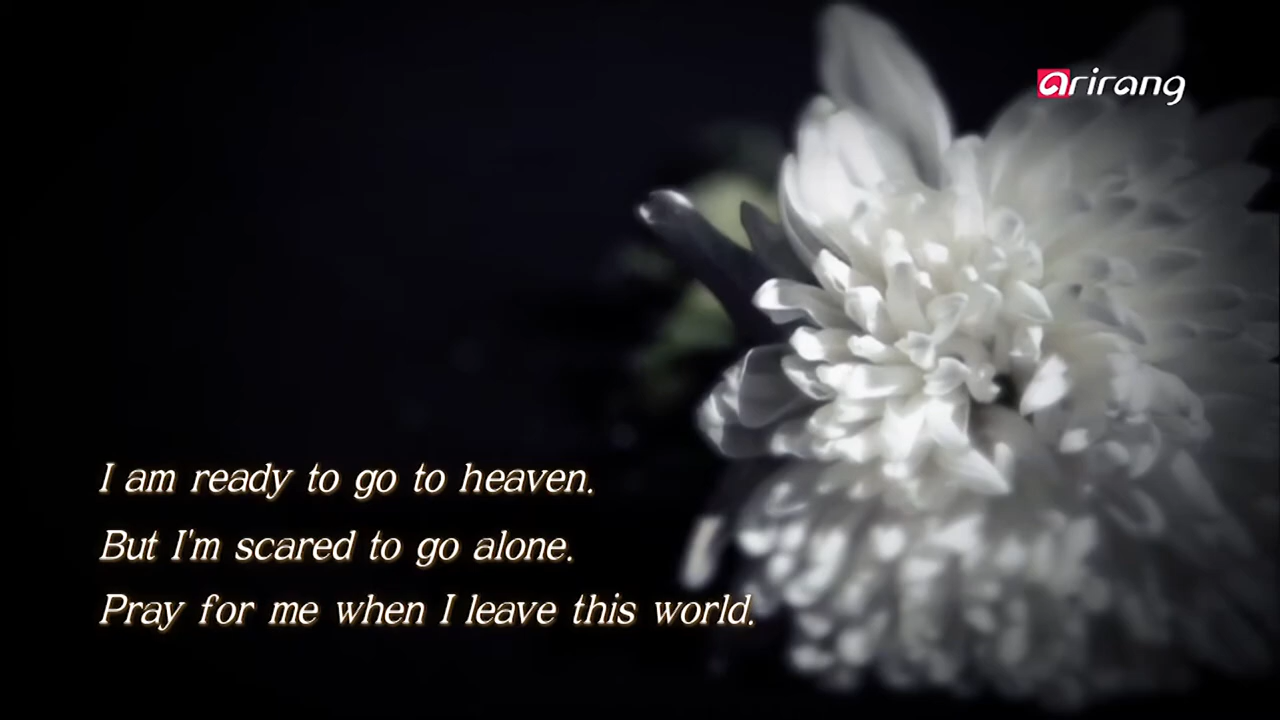 arirang
I am ready to go to heaven.
But I'm scared to go alone.
Pray for me when I leave this world.